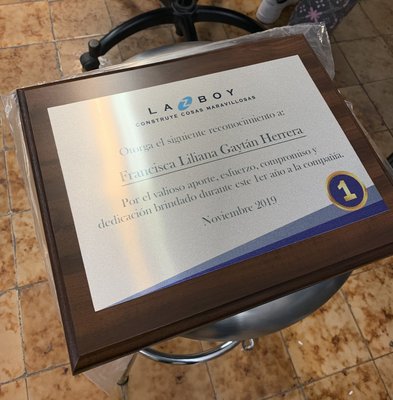 LA Z BOY
CONSTRUYE COSAS MARAVILLOSAS
Otorga el siguiente reconocimiento a:
Francisca Liliana Gaytán Herrera
Por el valioso aporte, esfuerzo, compromiso y
dedicación brindado durante este 1er año a la compañía.
Noviembre 2019
1